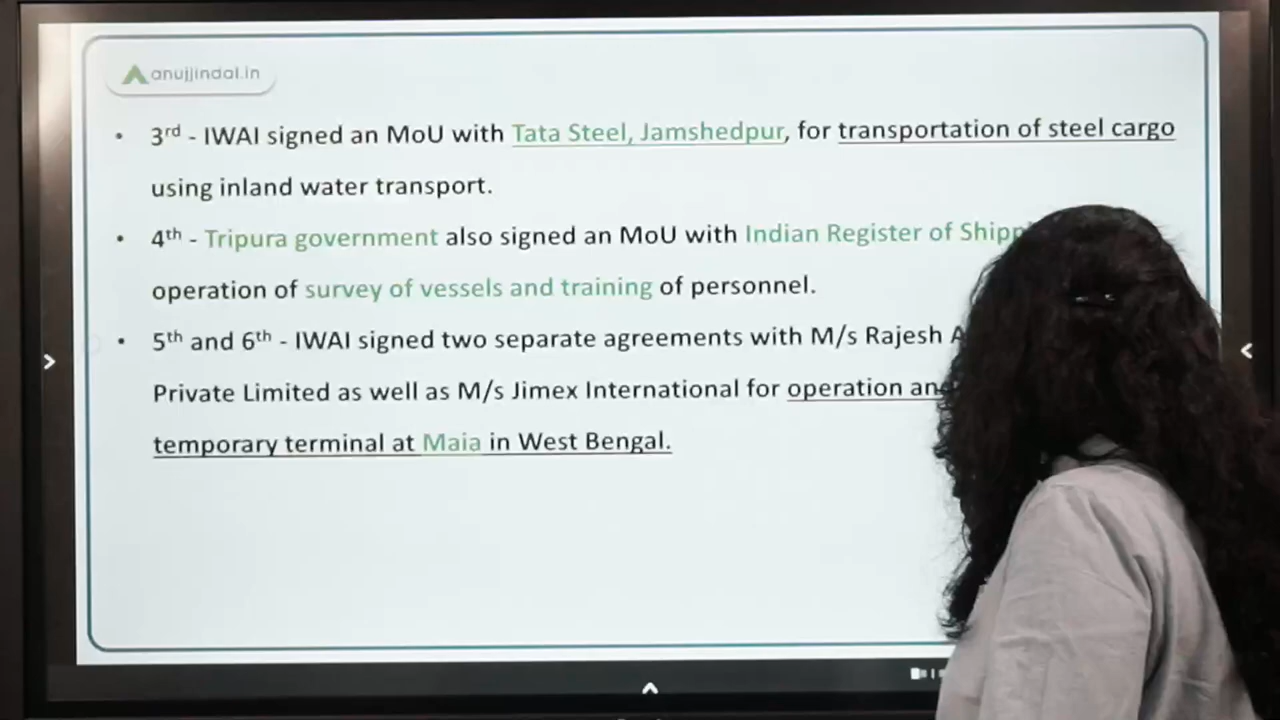 anujjindal.in
• 3rd - IWAI signed an MoU with Tata Steel, Jamshedpur, for transportation of steel cargo
using inland water transport.
• 4th - Tripura government also signed an MoU with Indian Register of
operation of survey of vessels and training of personnel.
• 5th and 6th - IWAI signed two separate agreements with M/s Rajesh
Private Limited as well as M/s Jimex International for operation
temporary terminal at Maia in West Bengal.